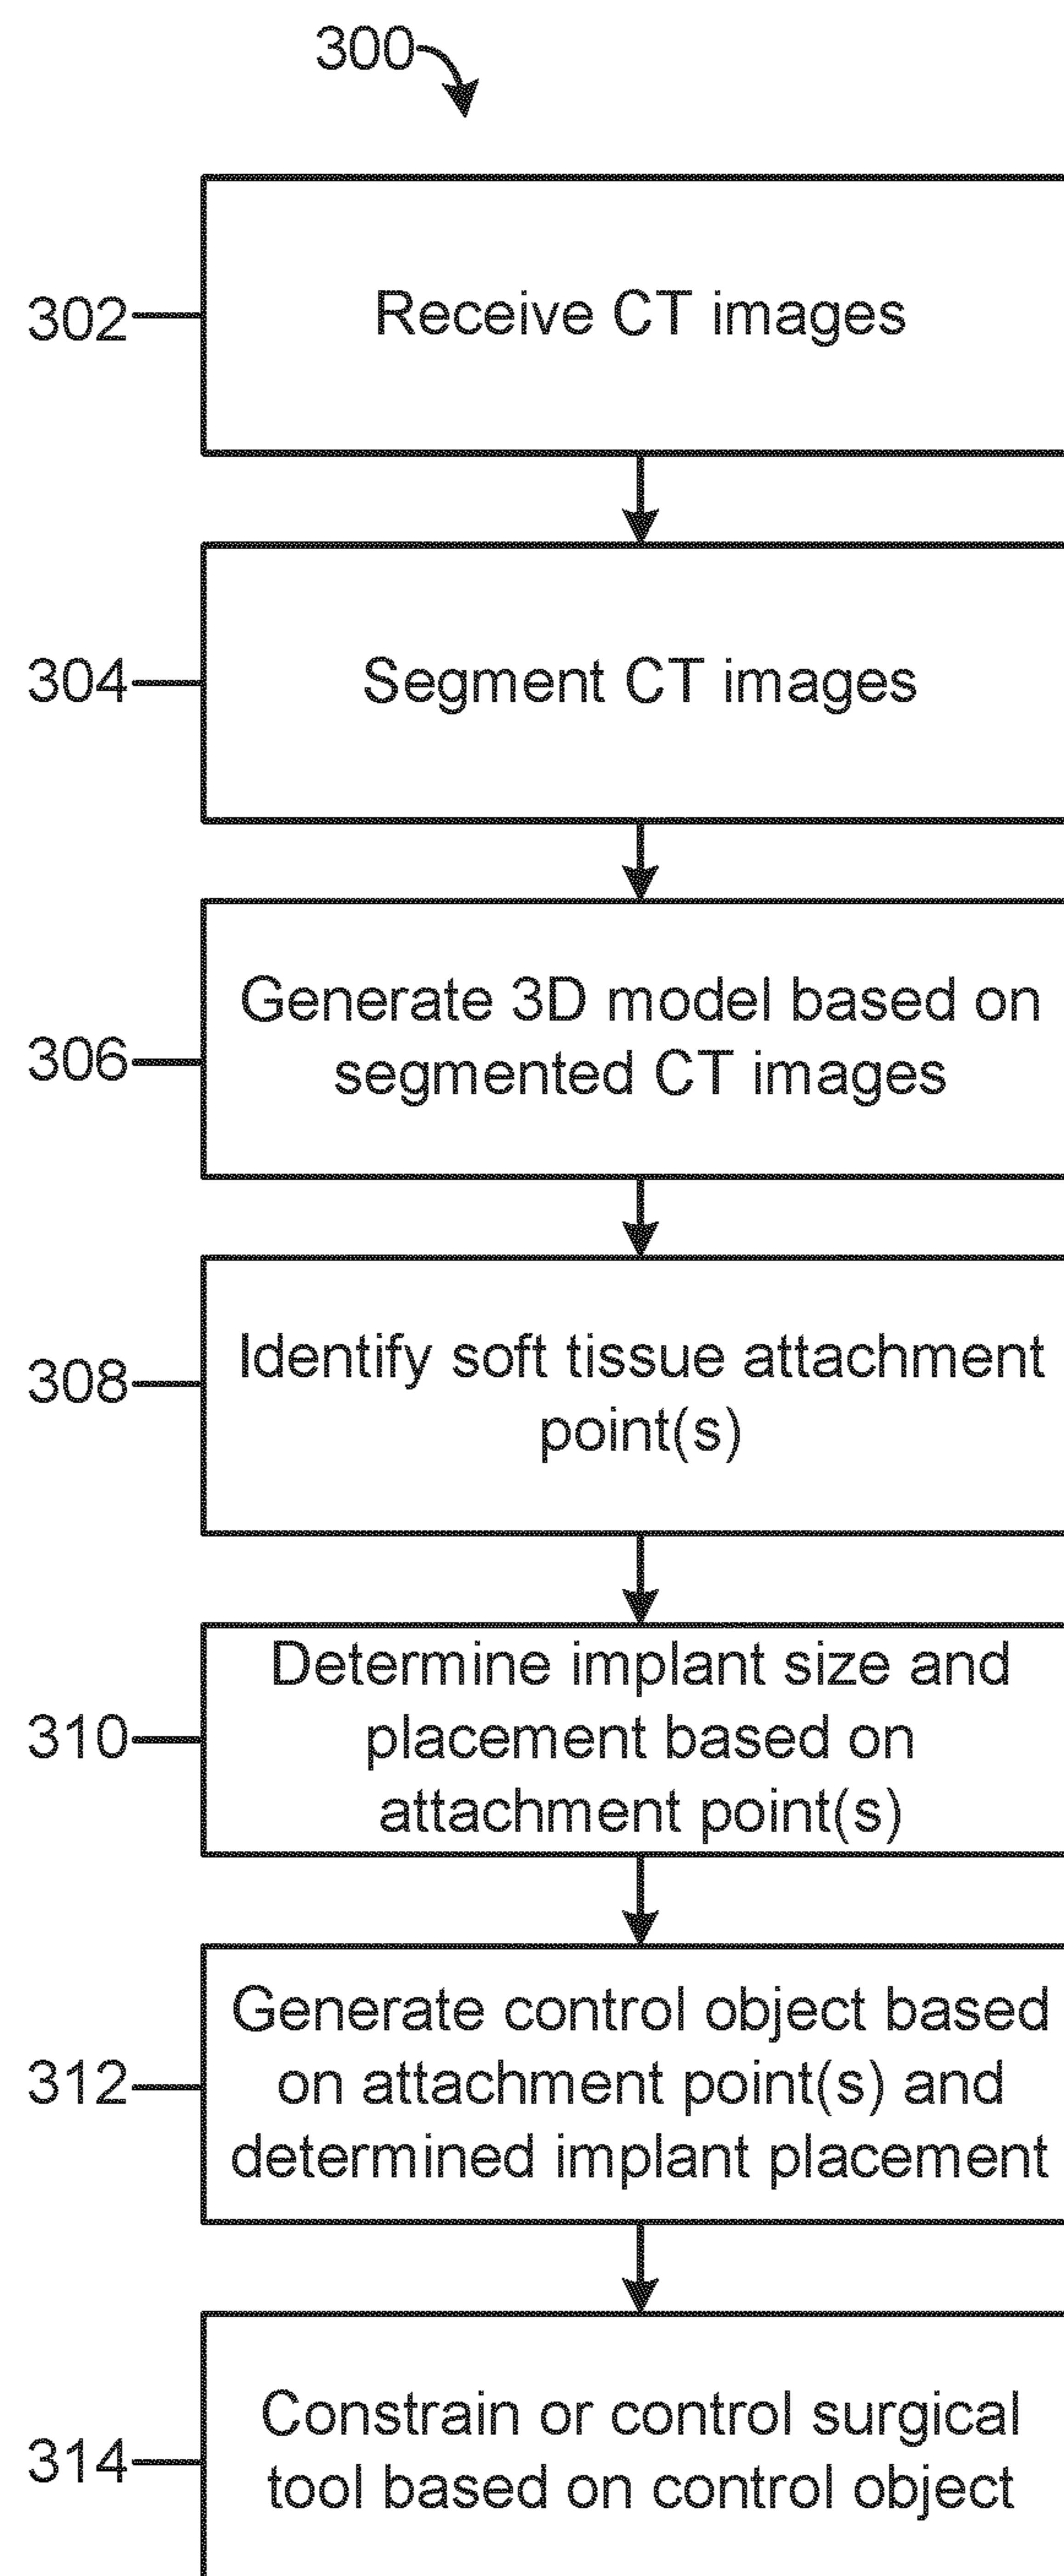 300
302
Receive CT images
304
Segment CT images
306
Generate 3D model based on
segmented CT images
308
Identify soft tissue attachment
point(s)
310
Determine implant size and
placement based on
attachment point(s)
312
Generate control object based
on attachment point(s) and
determined implant placement
314
Constrain or control surgical
tool based on control object